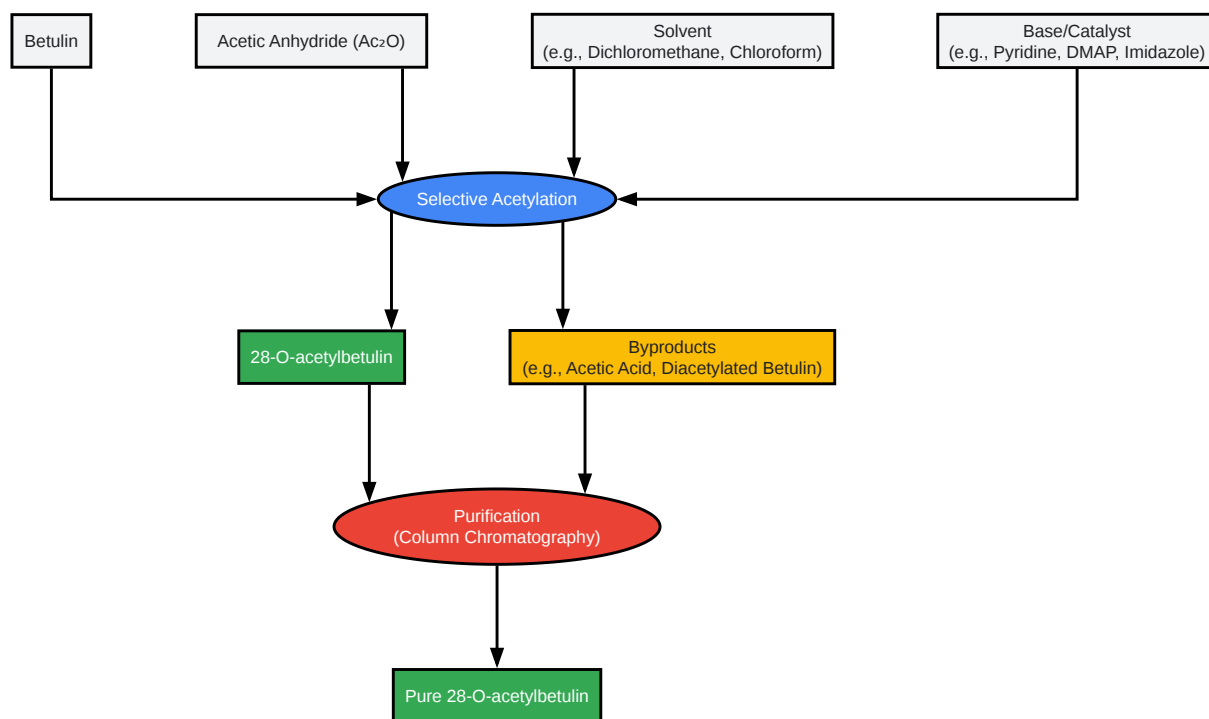 Betulin
Acetic Anhydride (Ac₂O)
Solvent
(e.g., Dichloromethane, Chloroform)
Base/Catalyst
(e.g., Pyridine, DMAP, Imidazole)
Selective Acetylation
28-O-acetylbetulin
Byproducts
(e.g., Acetic Acid, Diacetylated Betulin)
Purification
(Column Chromatography)
Pure 28-O-acetylbetulin